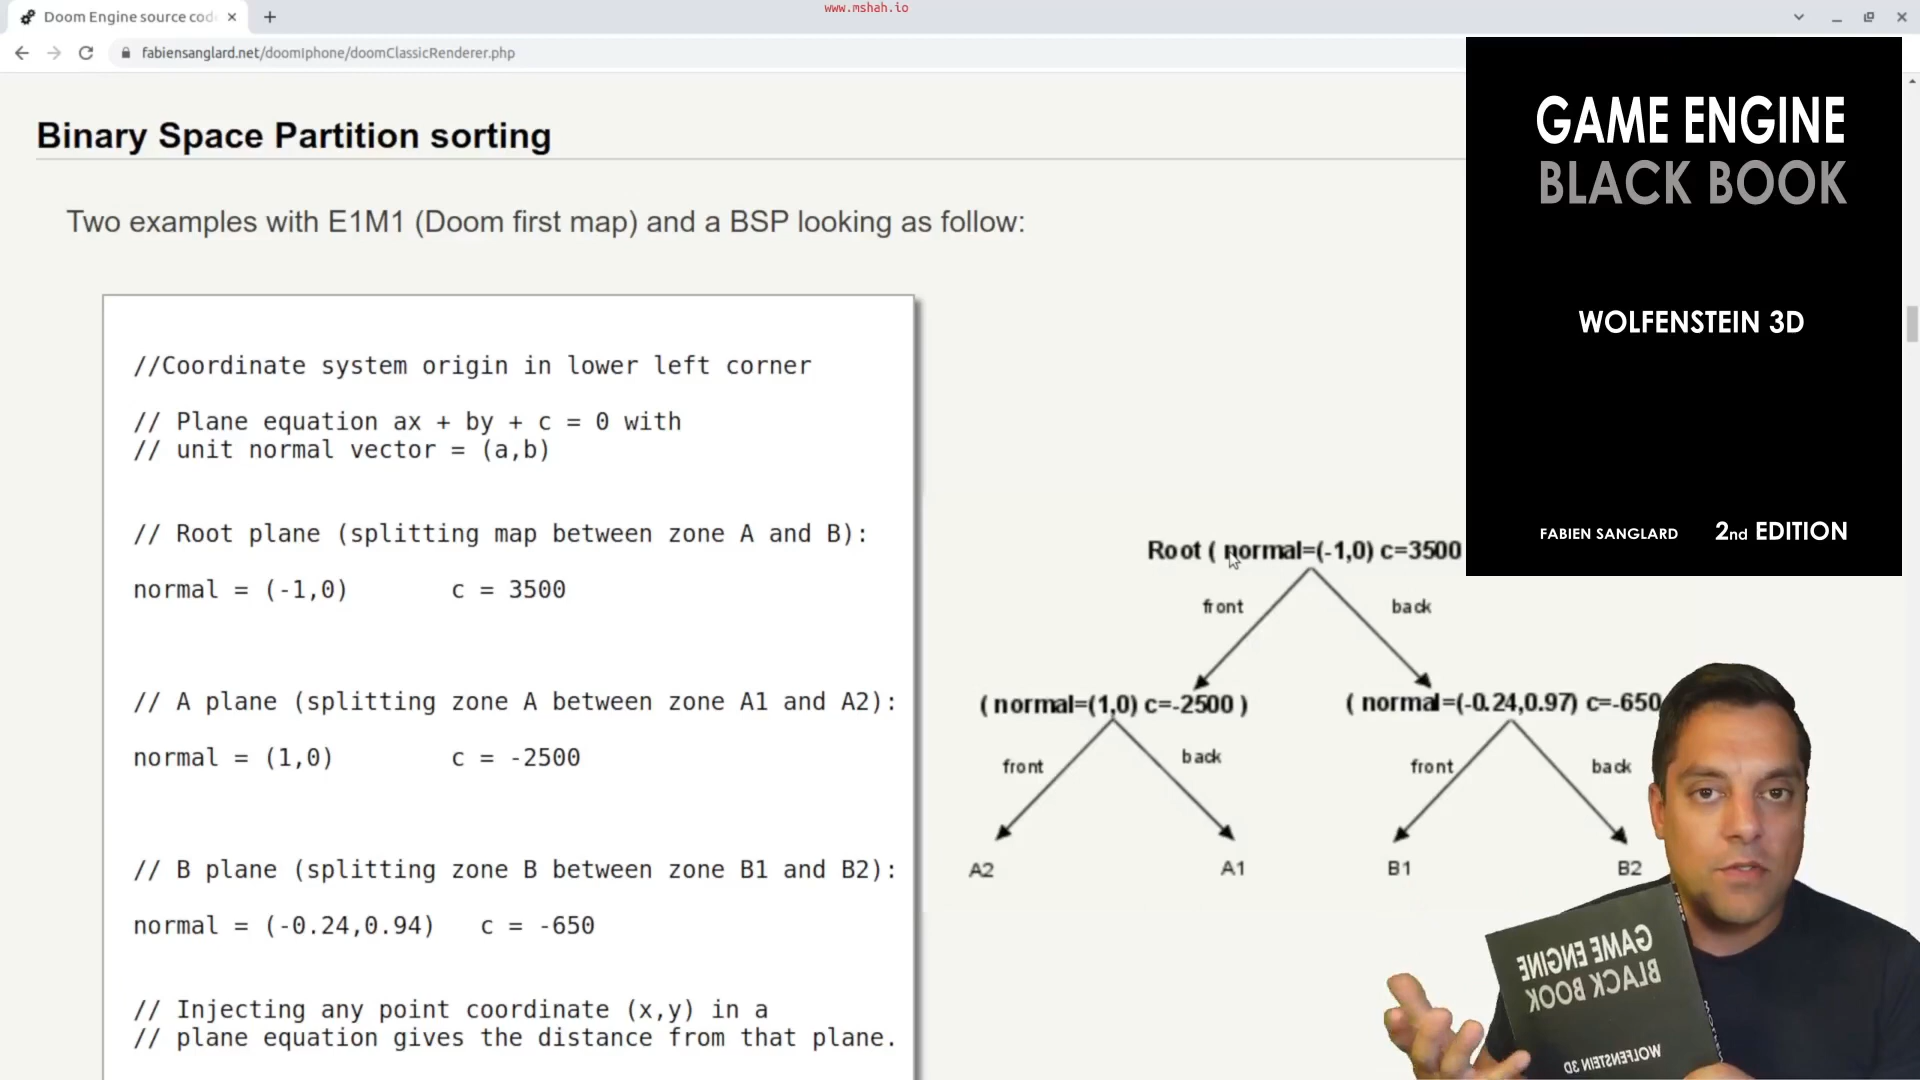 Doom Engine source cod
www.mshah.io
fabiensanglard.net/doomIphone/doomClassicRenderer.php
Binary Space Partition sorting
Two examples with E1M1 (Doom first map) and a BSP looking as follow:
//Coordinate system origin in lower left corner
// Plane equation ax + by + c = 0 with
// unit normal vector = (a,b)
// Root plane (splitting map between zone A and B):
normal = (-1,0) c = 3500
// A plane (splitting zone A between zone A1 and A2):
normal = (1,0) c = -2500
// B plane (splitting zone B between zone B1 and B2):
normal = (-0.24,0.94) c = -650
// Injecting any point coordinate (x,y) in a
// plane equation gives the distance from that plane.
Root ( normal=(-1,0) c=3500
front back
( normal=(1,0) c=-2500 ) ( normal=(-0.24,0.97) c=-650
front back front back
A2 A1 B1 B2
GAME ENGINE
BLACK BOOK
WOLFENSTEIN 3D
FABIEN SANGLARD 2nd EDITION
GAME ENGINE
BLACK BOOK
WOLFENSTEIN 3D